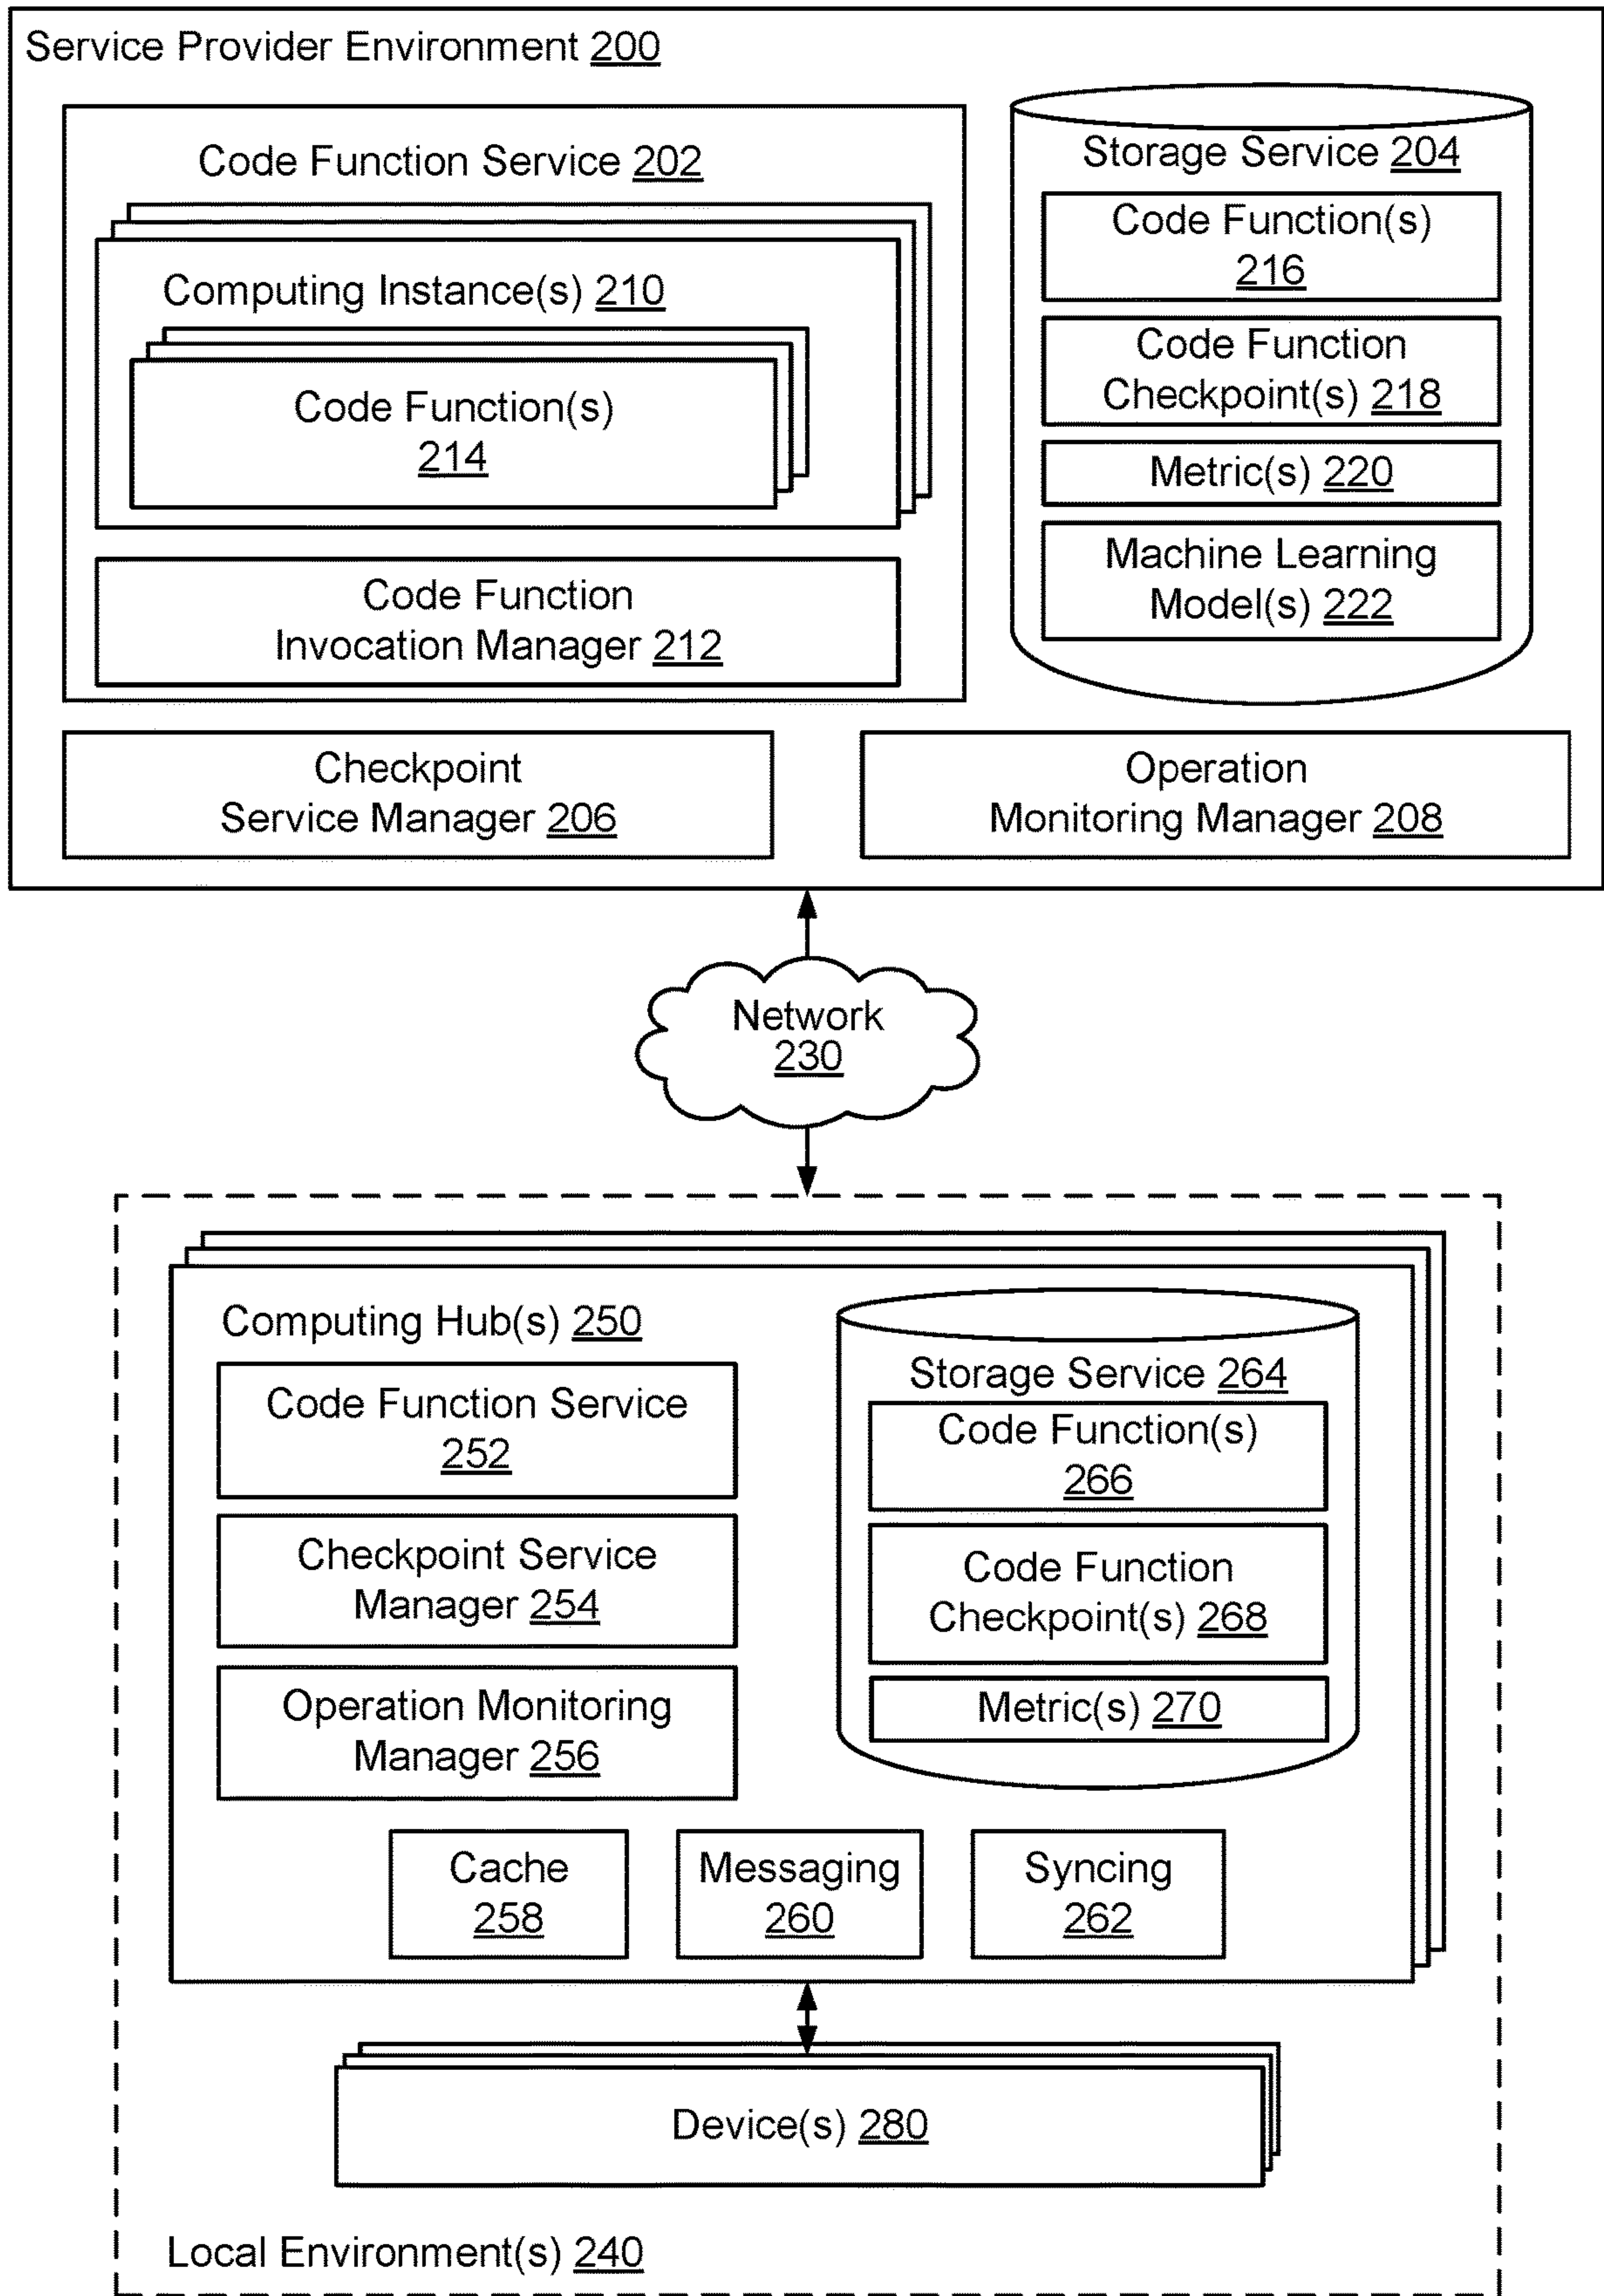 Service Provider Environment 200
Code Function Service 202
Computing Instance(s) 210
Code Function(s)
214
Code Function
Invocation Manager 212
Storage Service 204
Code Function(s)
216
Code Function
Checkpoint(s) 218
Metric(s) 220
Machine Learning
Model(s) 222
Checkpoint
Service Manager 206
Operation
Monitoring Manager 208
Network
230
Computing Hub(s) 250
Code Function Service
252
Checkpoint Service
Manager 254
Operation Monitoring
Manager 256
Storage Service 264
Code Function(s)
266
Code Function
Checkpoint(s) 268
Metric(s) 270
Cache
258
Messaging
260
Syncing
262
Device(s) 280
Local Environment(s) 240